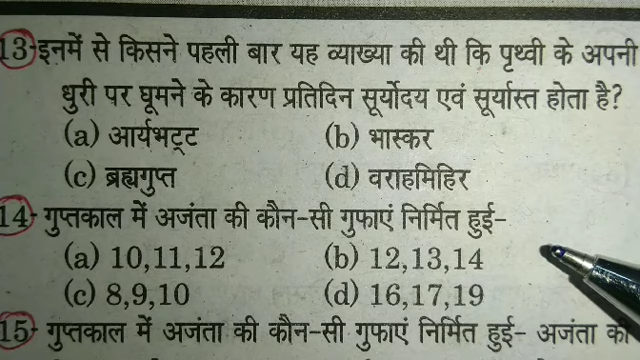 13-इनमें से किसने पहली बार यह व्याख्या की थी कि पृथ्वी के अपनी
धुरी पर घूमने के कारण प्रतिदिन सूर्योदय एवं सूर्यास्त होता है?
(a) आर्यभट्ट (b) भास्कर
(c) ब्रह्मगुप्त (d) वराहमिहिर
14- गुप्तकाल में अजंता की कौन-सी गुफाएं निर्मित हुई-
(a) 10,11,12 (b) 12,13,14
(c) 8,9,10 (d) 16,17,19
15- गुप्तकाल में अजंता की कौन-सी गुफाएं निर्मित हुई- अजंता की